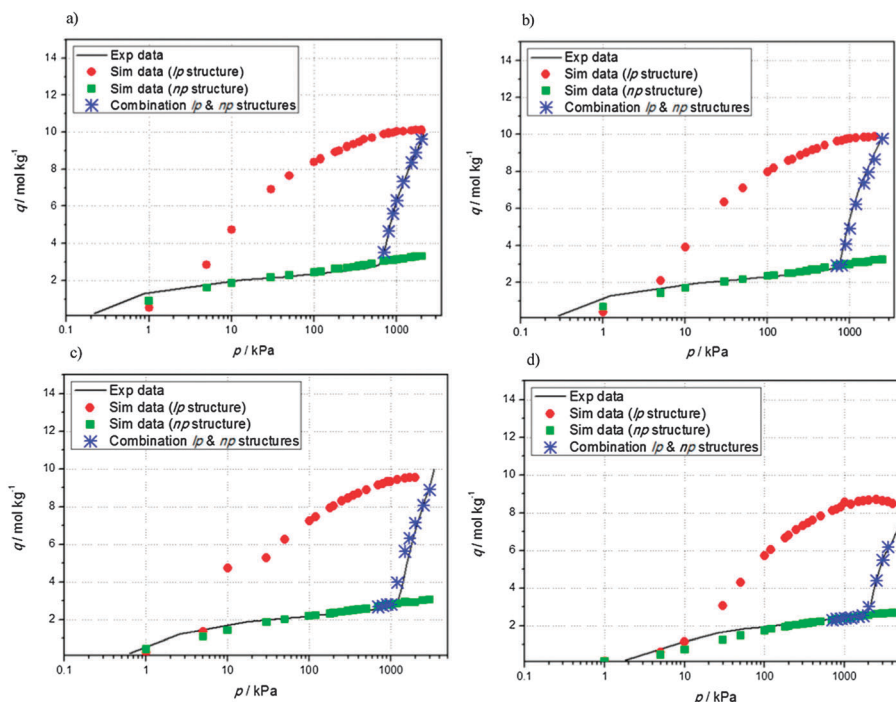 a)
Exp data
Sim data (lp structure)
Sim data (np structure)
Combination lp & np structures
14
12
10
8
6
4
2
q / mol kg⁻¹
0.1 1 10 100 1000
p / kPa
b)
Exp data
Sim data (lp structure)
Sim data (np structure)
Combination lp & np structures
14
12
10
8
6
4
2
q / mol kg⁻¹
0.1 1 10 100 1000
p / kPa
c)
Exp data
Sim data (lp structure)
Sim data (np structure)
Combination lp & np structures
14
12
10
8
6
4
2
q / mol kg⁻¹
0.1 1 10 100 1000
p / kPa
d)
Exp data
Sim data (lp structure)
Sim data (np structure)
Combination lp & np structures
14
12
10
8
6
4
2
q / mol kg⁻¹
0.1 1 10 100 1000
p / kPa